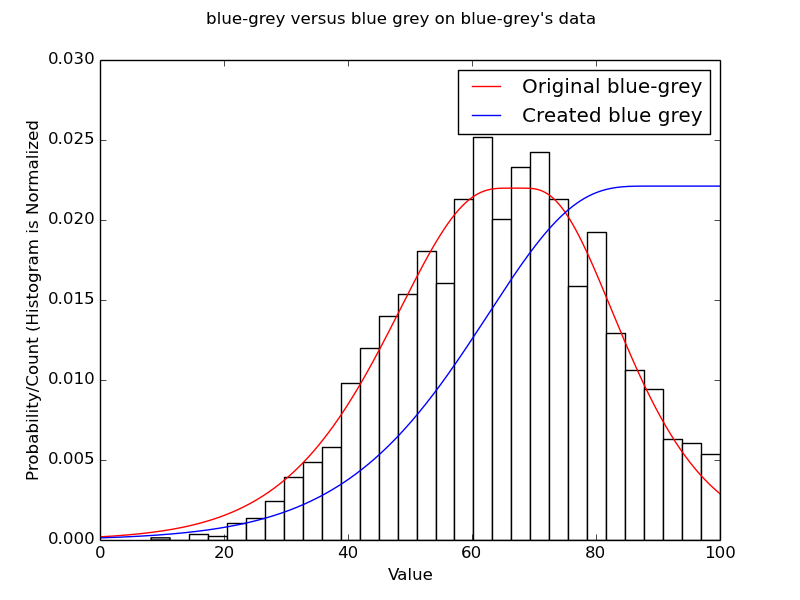 blue-grey versus blue grey on blue-grey's data
Original blue-grey
Created blue grey
0.030
0.025
0.020
0.015
0.010
0.005
0.000
Probability/Count (Histogram is Normalized
0 20 40 60 80 100
Value